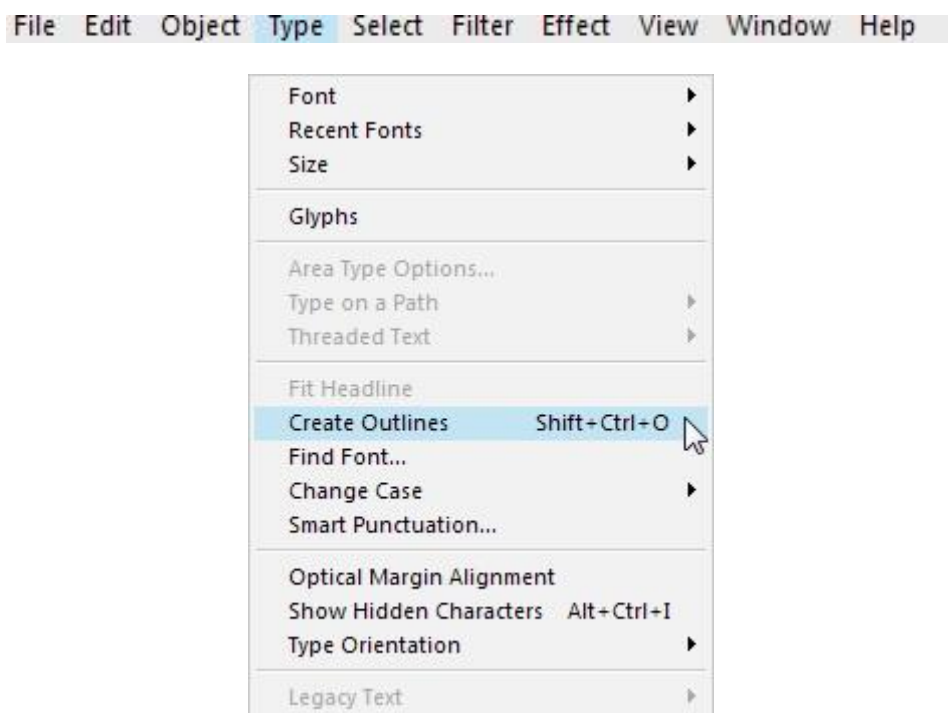 File Edit Object Type Select Filter Effect View Window Help
Font
Recent Fonts
Size
Glyphs
Area Type Options...
Type on a Path
Threaded Text
Fit Headline
Create Outlines Shift+Ctrl+O
Find Font...
Change Case
Smart Punctuation...
Optical Margin Alignment
Show Hidden Characters Alt+Ctrl+I
Type Orientation
Legacy Text